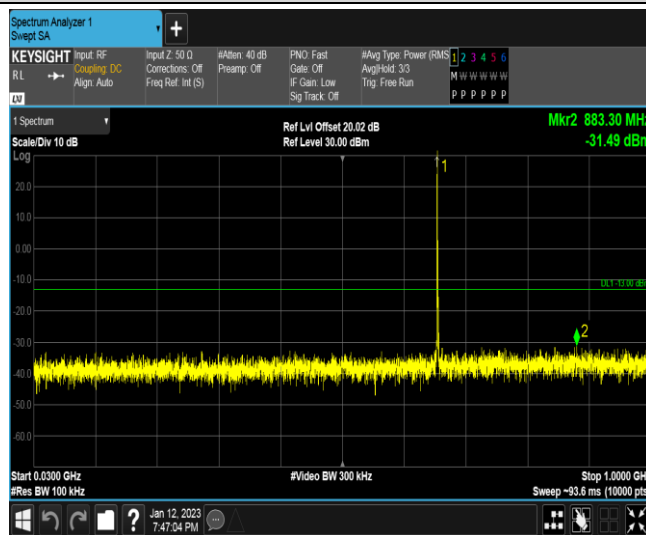 Spectrum Analyzer 1
Swept SA
+
KEYSIGHT
RL
LXI
Input: RF
Coupling: DC
Align: Auto
Input Z: 50 Ω
Corrections: Off
Freq Ref: Int (S)
#Atten: 40 dB
Preamp: Off
PNO: Fast
Gate: Off
IF Gain: Low
Sig Track: Off
#Avg Type: Power (RMS
Avg|Hold: 3/3
Trig: Free Run
1 2 3 4 5 6
M W W W W W
P P P P P P
1 Spectrum
Scale/Div 10 dB
Log
Ref Lvl Offset 20.02 dB
Ref Level 30.00 dBm
Mkr2 883.30 MHz
-31.49 dBm
1
20.0
10.0
0.00
-10.0
DL1 -13.00 dBm
-20.0
-30.0
2
-40.0
-50.0
-60.0
Start 0.0300 GHz
#Res BW 100 kHz
#Video BW 300 kHz
Stop 1.0000 GH
Sweep ~93.6 ms (10000 pts
?
Jan 12, 2023
7:47:04 PM